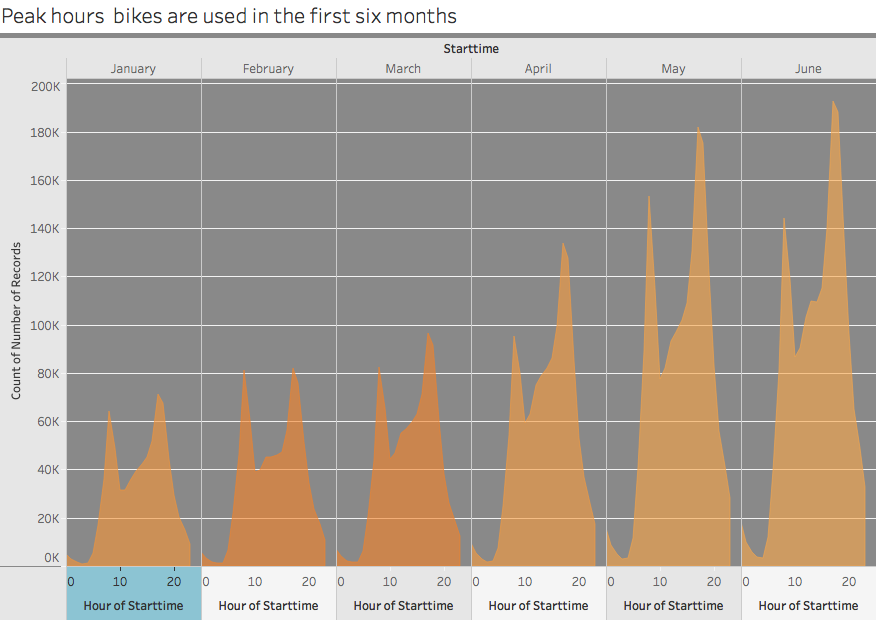 Peak hours  bikes are used in the first six months
Starttime
January February March April May June
200K
180K
160K
140K
120K
100K
80K
60K
40K
20K
0K
Count of Number of Records
0 10 20 0 10 20 0 10 20 0 10 20 0 10 20 0 10 20
Hour of Starttime Hour of Starttime Hour of Starttime Hour of Starttime Hour of Starttime Hour of Starttime